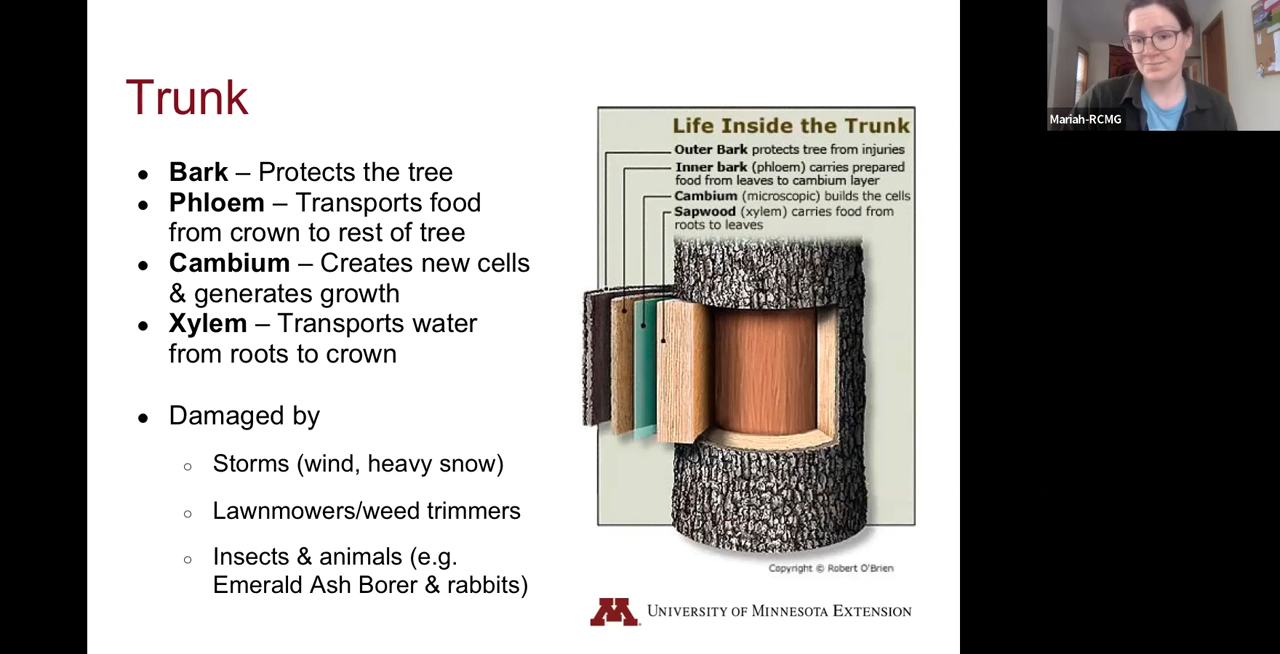 Trunk
● Bark – Protects the tree
● Phloem – Transports food
from crown to rest of tree
● Cambium – Creates new cells
& generates growth
● Xylem – Transports water
from roots to crown
● Damaged by
○ Storms (wind, heavy snow)
○ Lawnmowers/weed trimmers
○ Insects & animals (e.g.
Emerald Ash Borer & rabbits)
Life Inside the Trunk
Outer Bark protects tree from injuries
Inner bark (phloem) carries prepared
food from leaves to cambium layer
Cambium (microscopic) builds the cells
Sapwood (xylem) carries food from
roots to leaves
Copyright © Robert O'Brien
M
UNIVERSITY OF MINNESOTA EXTENSION
Mariah-RCMG